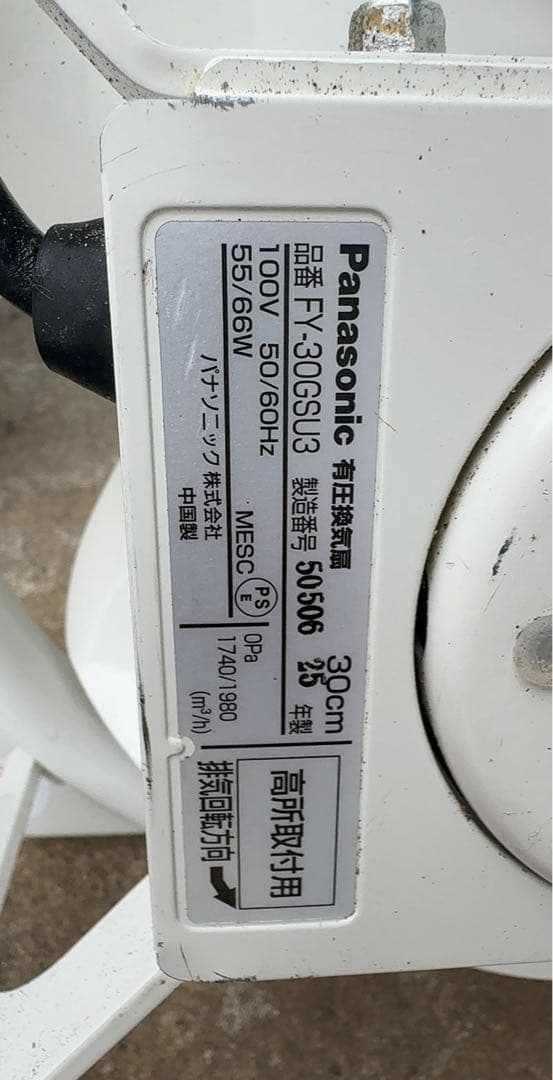 Panasonic 有圧換気扇 30cm
品番 FY-30GSU3 製造番号 50506 25 年製
100V 50/60Hz
55/66W
MESC PS E
パナソニック株式会社
中国製
0Pa
1740/1980
(m³/h)
高所取付用
排気回転方向